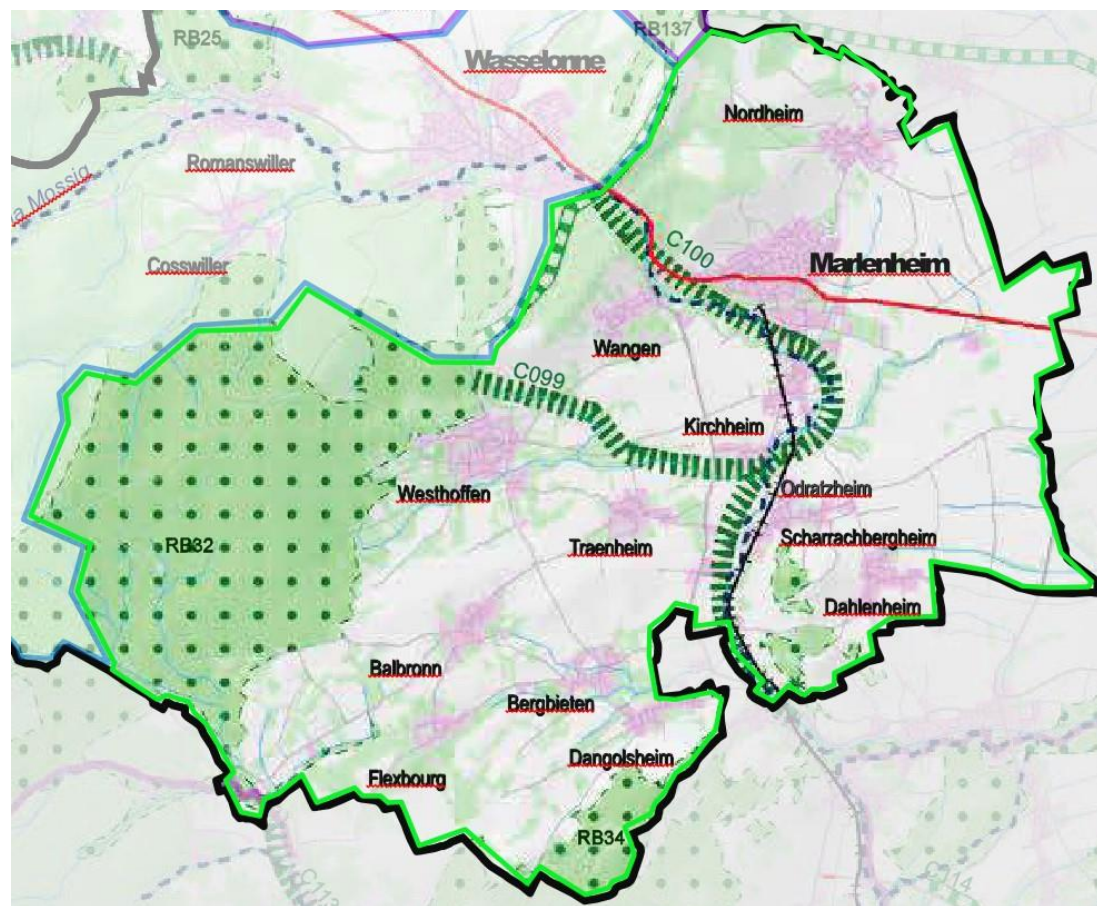 RB25
RB137
Wasselonne
Nordheim
Romanswiller
la Mossig
C100
Cosswiller
Marlenheim
Wangen
C099
Kirchheim
Westhoffen
Odratzheim
RB32
Traenheim
Scharrachbergheim
Dahlenheim
Balbronn
Bergbieten
Dangolsheim
Flexbourg
RB34
C113
C114